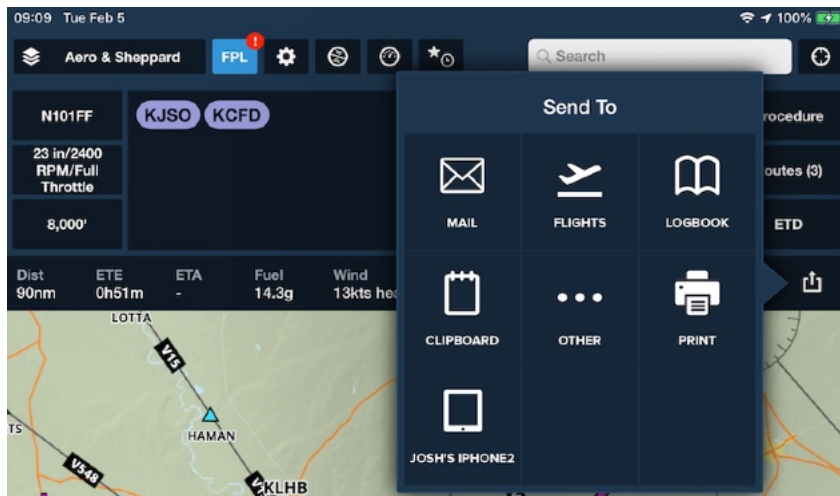 09:09 Tue Feb 5
100%
Aero & Sheppard
FPL
!
Search
N101FF
KJSO KCFD
rocedure
23 in/2400
RPM/Full
Throttle
outes (3)
8,000'
ETD
Send To
MAIL
FLIGHTS
LOGBOOK
CLIPBOARD
OTHER
PRINT
JOSH'S IPHONE2
Dist ETE ETA Fuel Wind
90nm 0h51m - 14.3g 13kts hea
LOTTA
V15
HAMAN
TS
V548
KLHB